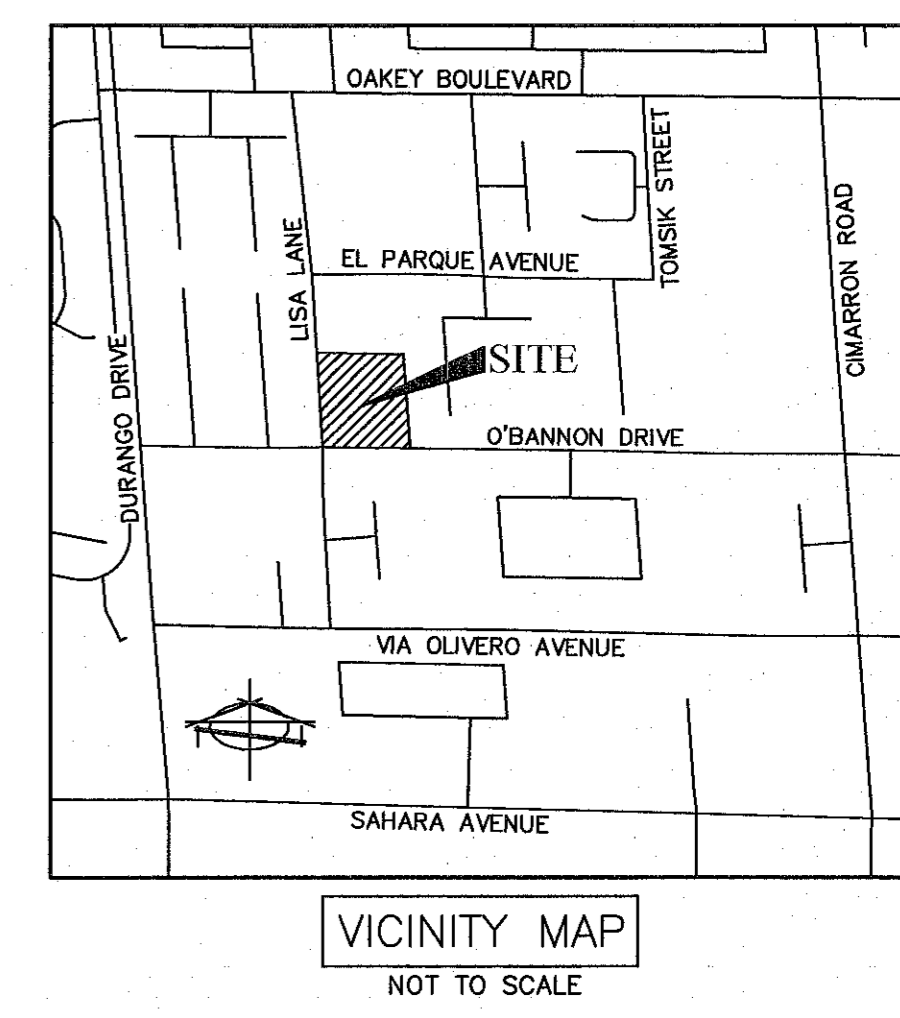 OAKEY BOULEVARD
TOMSIK STREET
CIMARRON ROAD
LISA LANE
EL PARQUE AVENUE
SITE
DURANGO DRIVE
O'BANNON DRIVE
VIA OLIVERO AVENUE
SAHARA AVENUE
VICINITY MAP
NOT TO SCALE